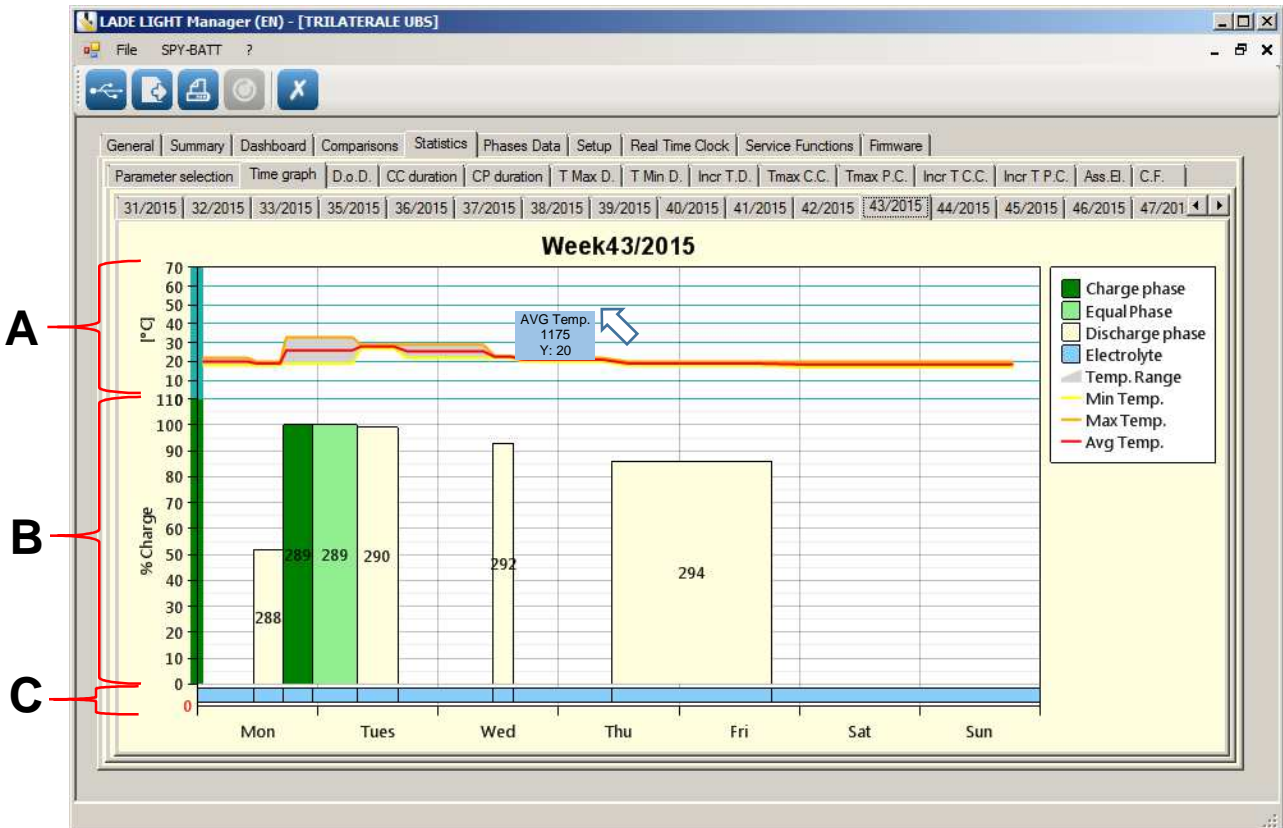 LADE LIGHT Manager (EN) - [TRILATERALE UB5]
File SPY-BATT ?
General Summary Dashboard Comparisons Statistics Phases Data Setup Real Time Clock Service Functions Firmware
Parameter selection Time graph D.o.D. CC duration CP duration T Max D. T Min D. Incr T.D. Tmax C.C. Tmax P.C. Incr T C.C. Incr T P.C. Ass.El. C.F.
31/2015 32/2015 33/2015 35/2015 36/2015 37/2015 38/2015 39/2015 40/2015 41/2015 42/2015 43/2015 44/2015 45/2015 46/2015 47/201
Week43/2015
A
B
C
[°C]
70
60
50
40
30
20
10
% Charge
110
100
90
80
70
60
50
40
30
20
10
0
0
AVG Temp.
1175
Y: 20
288
289
289
290
292
294
Mon Tues Wed Thu Fri Sat Sun
Charge phase
Equal Phase
Discharge phase
Electrolyte
Temp. Range
Min Temp.
Max Temp.
Avg Temp.